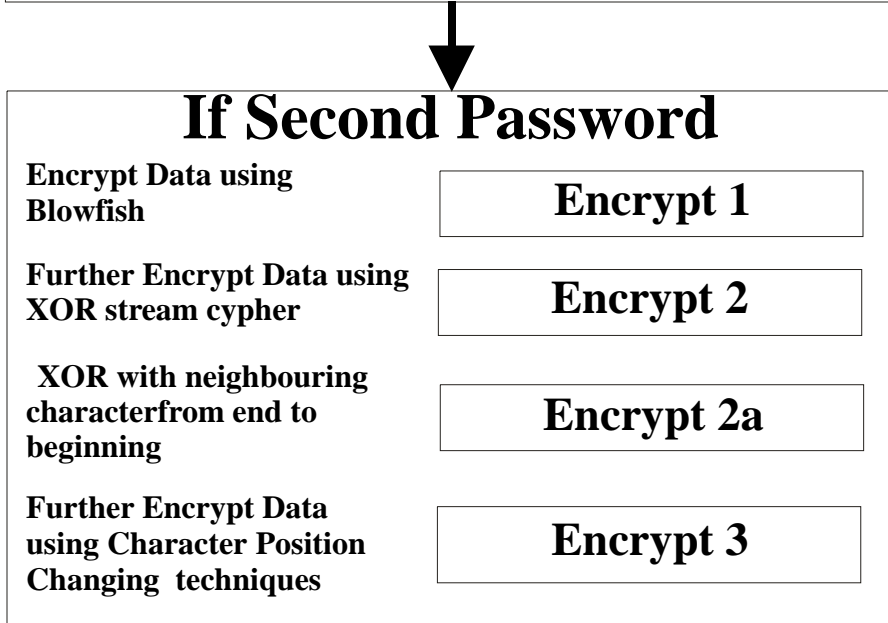 If Second Password
Encrypt Data using
Blowfish
Encrypt 1
Further Encrypt Data using
XOR stream cypher
Encrypt 2
XOR with neighbouring
characterfrom end to
beginning
Encrypt 2a
Further Encrypt Data
using Character Position
Changing techniques
Encrypt 3